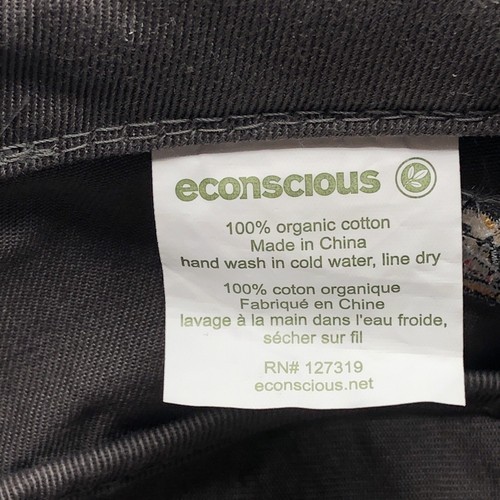 econscious
100% organic cotton
Made in China
hand wash in cold water, line dry
100% coton organique
Fabriqué en Chine
lavage à la main dans l'eau froide,
sécher sur fil
RN# 127319
econscious.net